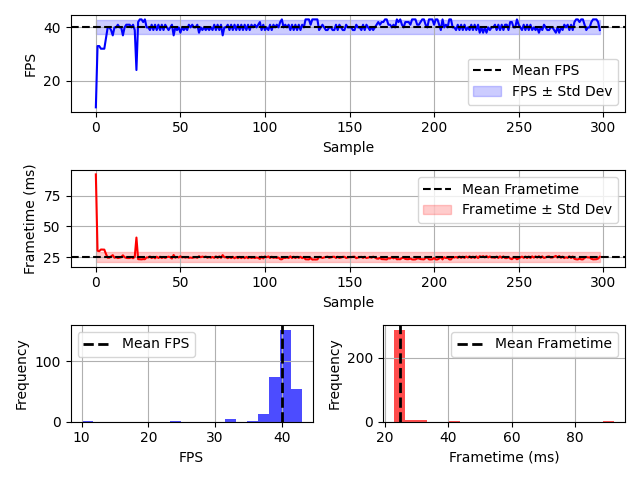 40
20
FPS
Mean FPS
FPS ± Std Dev
0 50 100 150 200 250 300
Sample
75
50
25
Frametime (ms)
Mean Frametime
Frametime ± Std Dev
0 50 100 150 200 250 300
Sample
100
0
Frequency
Mean FPS
10 20 30 40
FPS
200
0
Frequency
Mean Frametime
20 40 60 80
Frametime (ms)